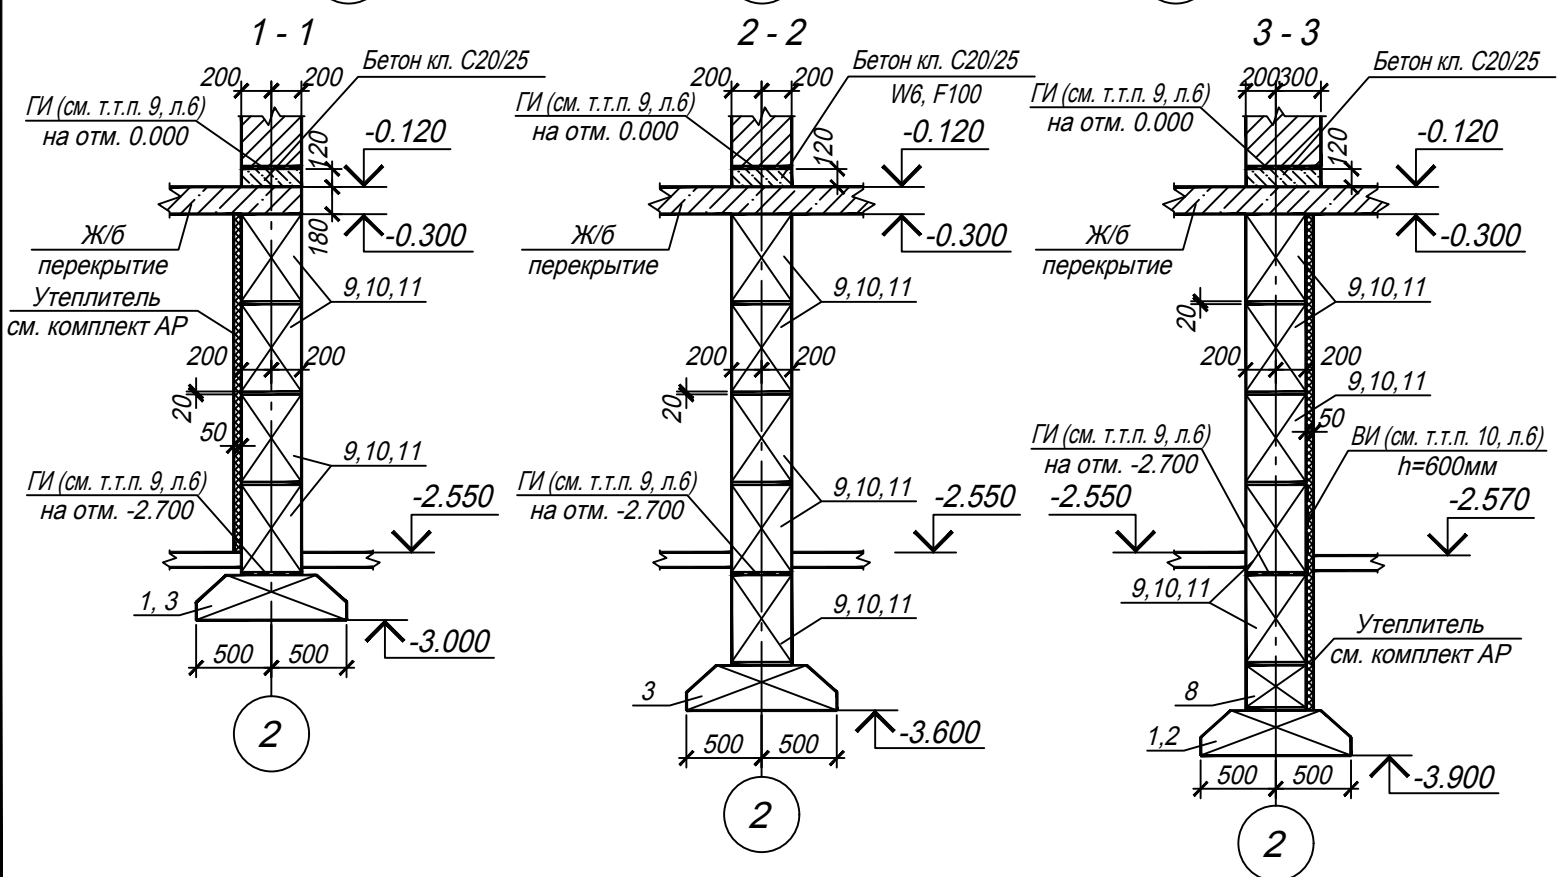 1 - 1
200
200
Бетон кл. С20/25
ГИ (см. т.т.п. 9, л.6)
на отм. 0.000
120
-0.120
180
-0.300
Ж/б
перекрытие
Утеплитель
см. комплект АР
9,10,11
200
200
20
50
9,10,11
ГИ (см. т.т.п. 9, л.6)
на отм. -2.700
-2.550
1, 3
-3.000
500
500
2
2 - 2
200
200
Бетон кл. С20/25
W6, F100
ГИ (см. т.т.п. 9, л.6)
на отм. 0.000
120
-0.120
-0.300
Ж/б
перекрытие
9,10,11
200
200
20
9,10,11
ГИ (см. т.т.п. 9, л.6)
на отм. -2.700
-2.550
9,10,11
3
-3.600
500
500
2
3 - 3
200
300
Бетон кл. С20/25
ГИ (см. т.т.п. 9, л.6)
на отм. 0.000
120
-0.120
-0.300
Ж/б
перекрытие
9,10,11
20
200
200
9,10,11
50
ГИ (см. т.т.п. 9, л.6)
на отм. -2.700
ВИ (см. т.т.п. 10, л.6)
h=600мм
-2.550
-2.570
9,10,11
Утеплитель
см. комплект АР
8
1,2
-3.900
500
500
2